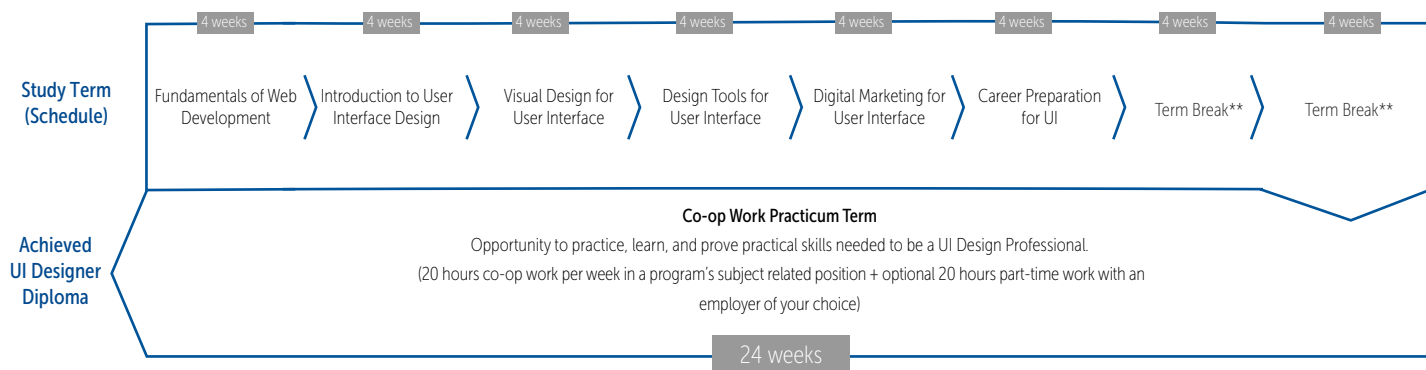 4 weeks
4 weeks
4 weeks
4 weeks
4 weeks
4 weeks
4 weeks
4 weeks
Study Term
(Schedule)
Fundamentals of Web
Development
Introduction to User
Interface Design
Visual Design for
User Interface
Design Tools for
User Interface
Digital Marketing for
User Interface
Career Preparation
for UI
Term Break**
Term Break**
Achieved
UI Designer
Diploma
Co-op Work Practicum Term
Opportunity to practice, learn, and prove practical skills needed to be a UI Design Professional.
(20 hours co-op work per week in a program’s subject related position + optional 20 hours part-time work with an
employer of your choice)
24 weeks